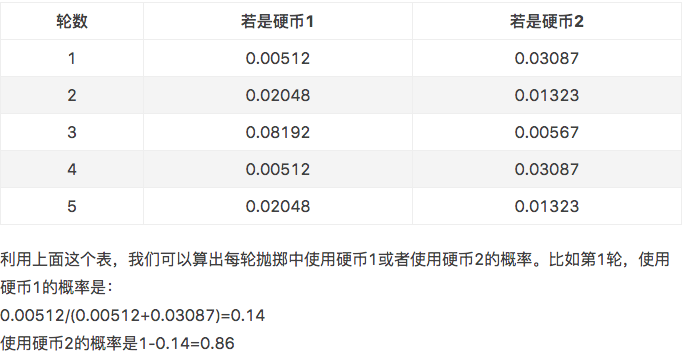 轮数 若是硬币1 若是硬币2
1 0.00512 0.03087
2 0.02048 0.01323
3 0.08192 0.00567
4 0.00512 0.03087
5 0.02048 0.01323
利用上面这个表，我们可以算出每轮抛掷中使用硬币1或者使用硬币2的概率。比如第1轮，使用
硬币1的概率是：
0.00512/(0.00512+0.03087)=0.14
使用硬币2的概率是1-0.14=0.86